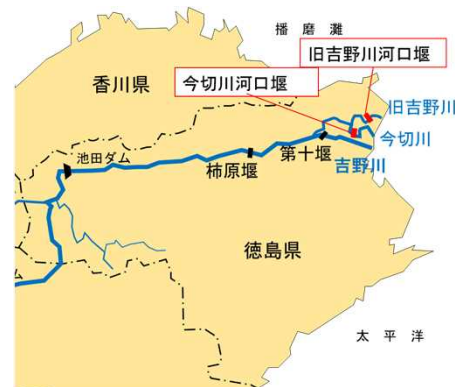 播磨灘
旧吉野川河口堰
香川県
今切川河口堰
旧吉野川
今切川
池田ダム
柿原堰
第十堰
吉野川
徳島県
ム
太平洋